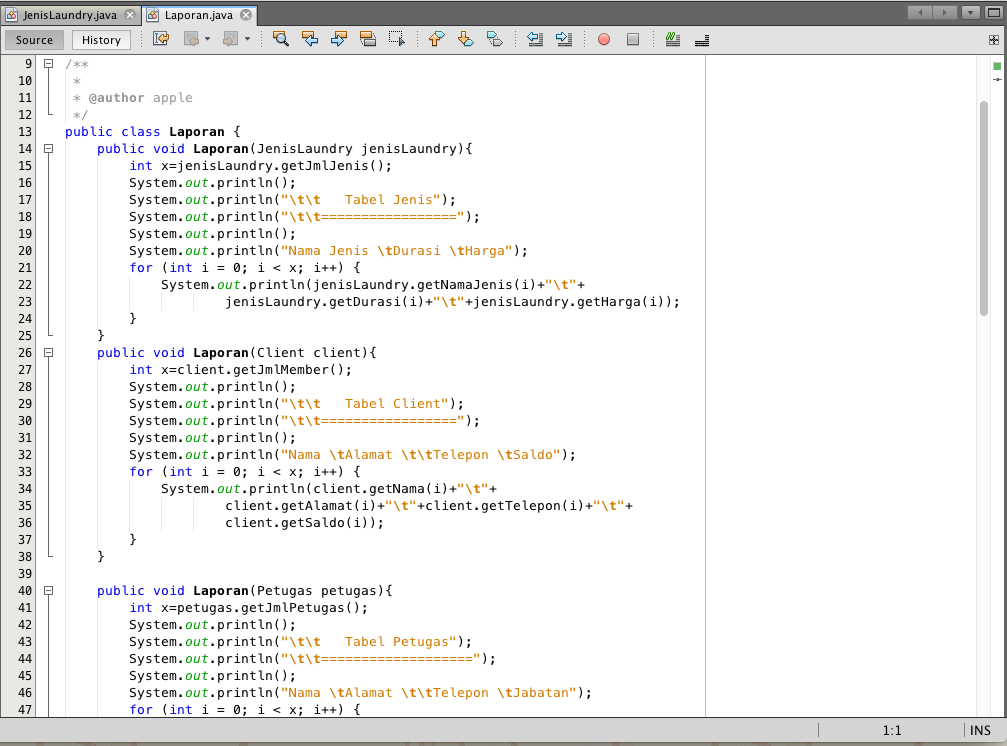 JenisLaundry.java Laporan.java
Source History
9 /**
10  *
11  * @author apple
12  */
13 public class Laporan {
14     public void Laporan(JenisLaundry jenisLaundry){
15         int x=jenisLaundry.getJmlJenis();
16         System.out.println();
17         System.out.println("\t\t   Tabel Jenis");
18         System.out.println("\t\t=================");
19         System.out.println();
20         System.out.println("Nama Jenis \tDurasi \tHarga");
21         for (int i = 0; i < x; i++) {
22             System.out.println(jenisLaundry.getNamaJenis(i)+"\t"+
23                     jenisLaundry.getDurasi(i)+"\t"+jenisLaundry.getHarga(i));
24         }
25     }
26     public void Laporan(Client client){
27         int x=client.getJmlMember();
28         System.out.println();
29         System.out.println("\t\t   Tabel Client");
30         System.out.println("\t\t=================");
31         System.out.println();
32         System.out.println("Nama \tAlamat \t\tTelepon \tSaldo");
33         for (int i = 0; i < x; i++) {
34             System.out.println(client.getNama(i)+"\t"+
35                     client.getAlamat(i)+"\t"+client.getTelepon(i)+"\t"+
36                     client.getSaldo(i));
37         }
38     }
39
40     public void Laporan(Petugas petugas){
41         int x=petugas.getJmlPetugas();
42         System.out.println();
43         System.out.println("\t\t   Tabel Petugas");
44         System.out.println("\t\t===================");
45         System.out.println();
46         System.out.println("Nama \tAlamat \t\tTelepon \tJabatan");
47         for (int i = 0; i < x; i++) {
1:1 INS